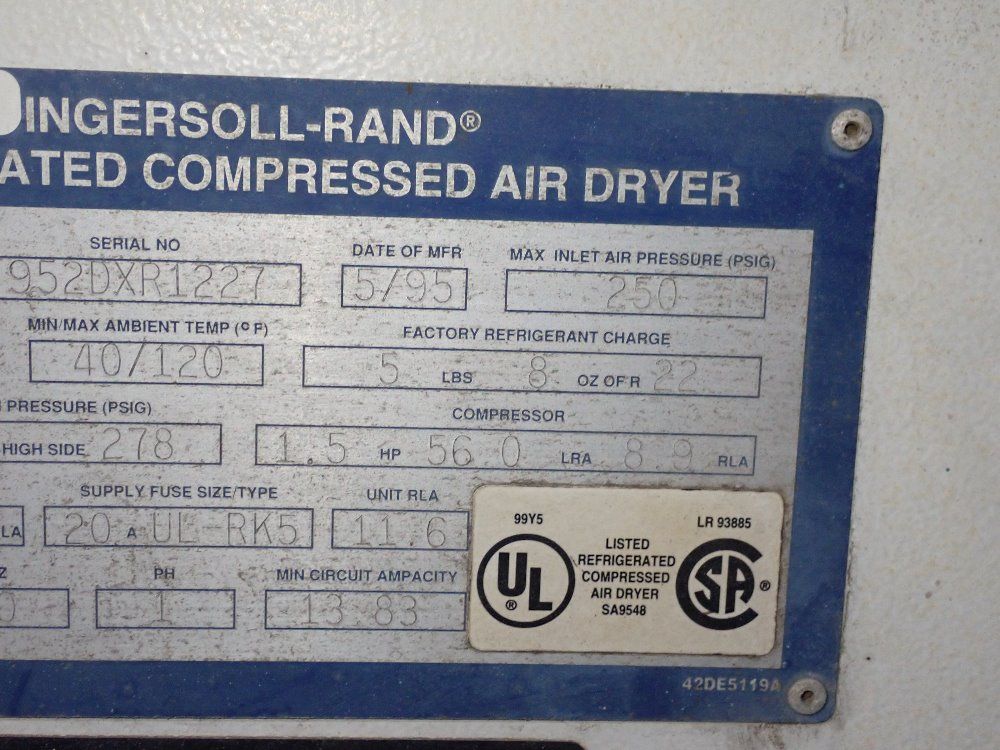 INGERSOLL-RAND®
ATED COMPRESSED AIR DRYER
SERIAL NO DATE OF MFR MAX INLET AIR PRESSURE (PSIG)
952DXR1227 5/95 250
MIN/MAX AMBIENT TEMP (°F) FACTORY REFRIGERANT CHARGE
40/120 5 LBS 8 OZ OF R 22
PRESSURE (PSIG) COMPRESSOR
HIGH SIDE 278 1.5 HP 56.0 LRA 8.9 RLA
SUPPLY FUSE SIZE/TYPE UNIT RLA
LA 20 A UL-RK5 11.6
Z PH MIN CIRCUIT AMPACITY
0 1 13.83
99Y5 LR 93885
LISTED
REFRIGERATED
COMPRESSED
AIR DRYER
SA9548
UL® SA®
42DE5119A